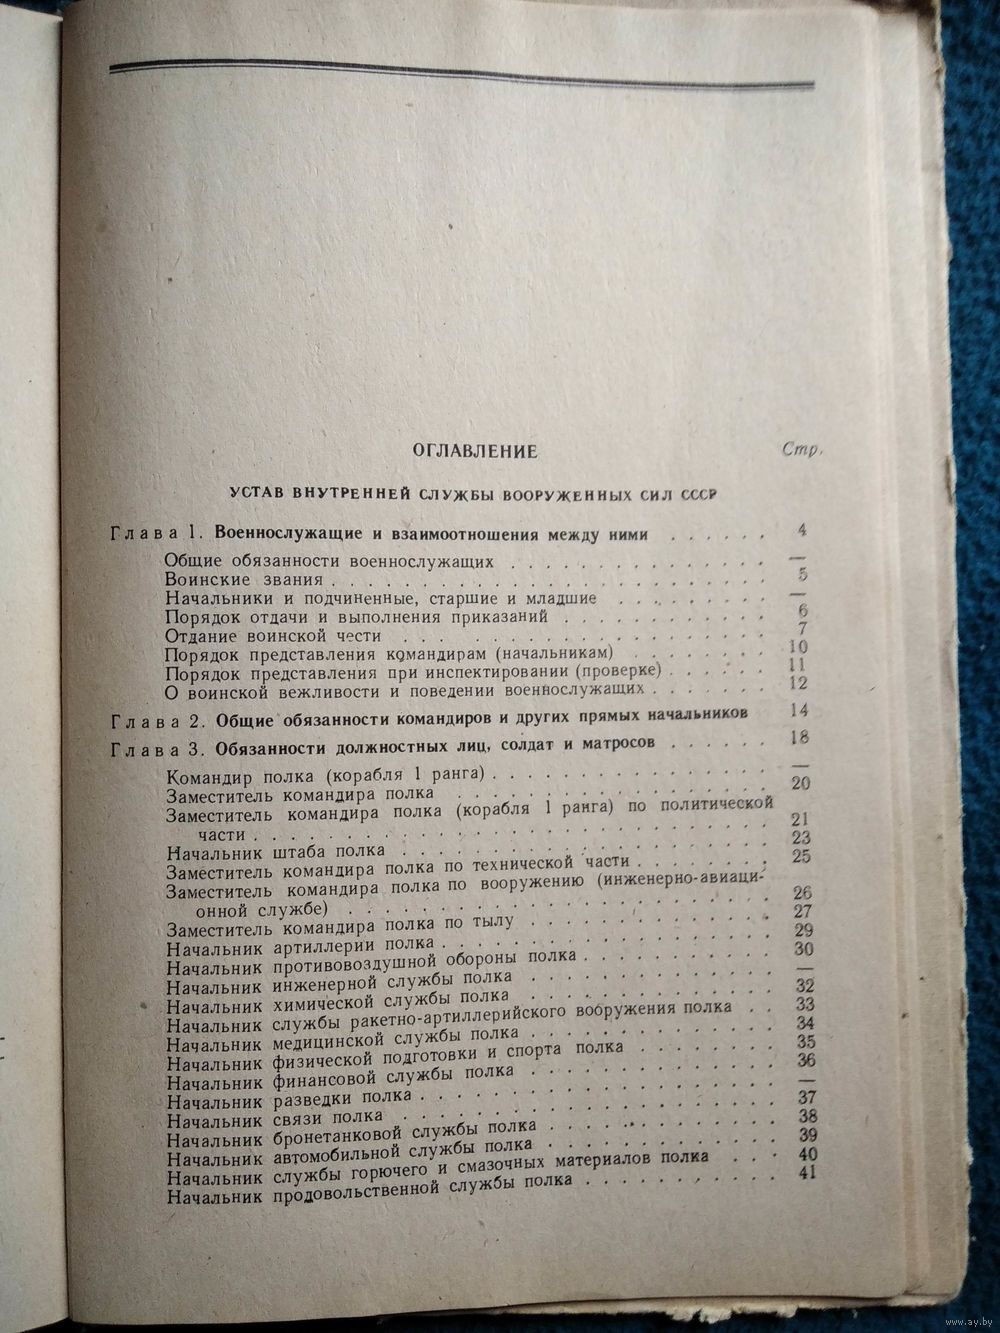 ОГЛАВЛЕНИЕ Стр.
УСТАВ ВНУТРЕННЕЙ СЛУЖБЫ ВООРУЖЕННЫХ СИЛ СССР
Глава 1. Военнослужащие и взаимоотношения между ними . . . . . . 4
Общие обязанности военнослужащих . . . . . . . . . . . . . . —
Воинские звания . . . . . . . . . . . . . . . . . . . . . . . 5
Начальники и подчиненные, старшие и младшие . . . . . . . . . —
Порядок отдачи и выполнения приказаний . . . . . . . . . . . 6
Отдание воинской чести . . . . . . . . . . . . . . . . . . . 7
Порядок представления командирам (начальникам) . . . . . . . 10
Порядок представления при инспектировании (проверке) . . . . . 11
О воинской вежливости и поведении военнослужащих . . . . . . 12
Глава 2. Общие обязанности командиров и других прямых начальников 14
Глава 3. Обязанности должностных лиц, солдат и матросов . . . . . . 18
Командир полка (корабля 1 ранга) . . . . . . . . . . . . . . . —
Заместитель командира полка . . . . . . . . . . . . . . . . . 20
Заместитель командира полка (корабля 1 ранга) по политической
части . . . . . . . . . . . . . . . . . . . . . . . . . . . 21
Начальник штаба полка . . . . . . . . . . . . . . . . . . . 23
Заместитель командира полка по технической части . . . . . . . 25
Заместитель командира полка по вооружению (инженерно-авиаци-
онной службе) . . . . . . . . . . . . . . . . . . . . . . 26
Заместитель командира полка по тылу . . . . . . . . . . . . . 27
Начальник артиллерии полка . . . . . . . . . . . . . . . . . 29
Начальник противовоздушной обороны полка . . . . . . . . . . 30
Начальник инженерной службы полка . . . . . . . . . . . . . —
Начальник химической службы полка . . . . . . . . . . . . . 32
Начальник службы ракетно-артиллерийского вооружения полка . . 33
Начальник медицинской службы полка . . . . . . . . . . . . . 34
Начальник физической подготовки и спорта полка . . . . . . . . 35
Начальник финансовой службы полка . . . . . . . . . . . . . 36
Начальник разведки полка . . . . . . . . . . . . . . . . . . —
Начальник связи полка . . . . . . . . . . . . . . . . . . . 37
Начальник бронетанковой службы полка . . . . . . . . . . . . 38
Начальник автомобильной службы полка . . . . . . . . . . . . 39
Начальник службы горючего и смазочных материалов полка . . . 40
Начальник продовольственной службы полка . . . . . . . . . . 41
www.ay.by